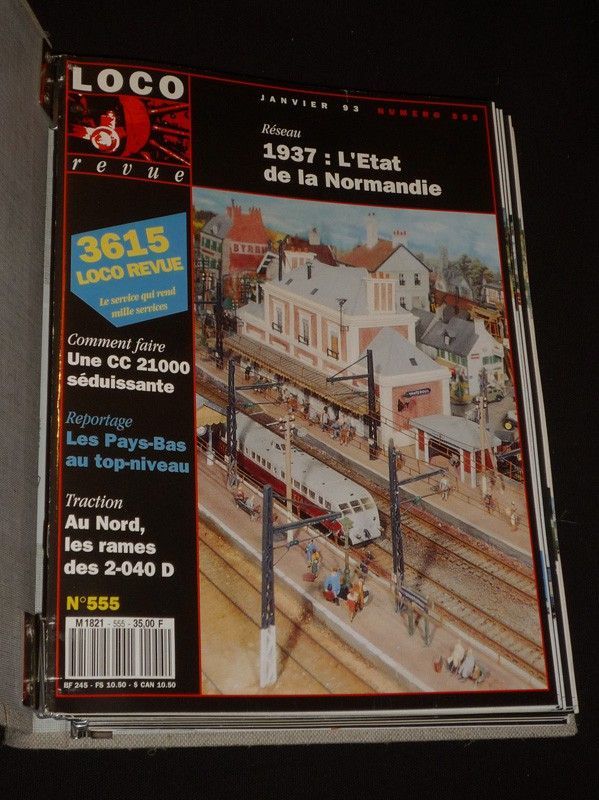 LOCO
revue
JANVIER 93 NUMERO 555
Réseau
1937 : L'Etat
de la Normandie
3615
LOCO REVUE
Le service qui rend
mille services
Comment faire
Une CC 21000
séduisante
Reportage
Les Pays-Bas
au top-niveau
Traction
Au Nord,
les rames
des 2-040 D
N°555
M 1821 - 555 - 35,00 F
BF 245 - FS 10.50 - $ CAN 10.50
BYRRH